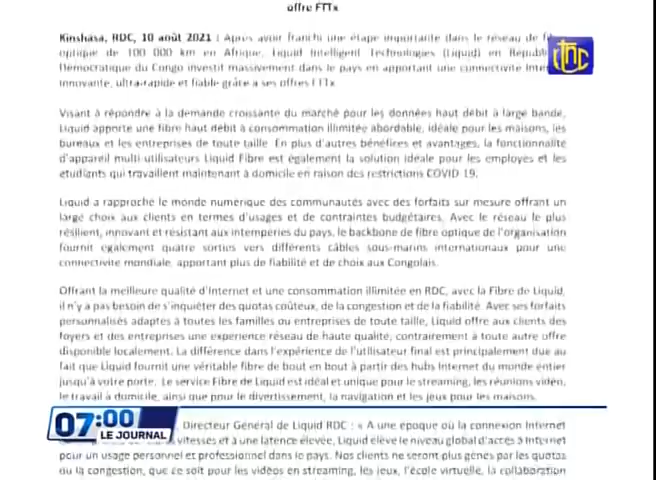 offre FTTx
Kinshasa, RDC, 10 août 2021 : Après avoir franchi une étape importante dans le réseau de
optique de 100 000 km en Afrique, Liquid Intelligent Technologies (Liquid) en
Démocratique du Congo investit massivement dans le pays en apportant une connectivité
innovante, ultra-rapide et fiable grâce à ses offres FTTx
Visant à répondre à la demande croissante du marché pour les données haut débit à large bande,
Liquid apporte une fibre haut débit à consommation illimitée abordable, idéale pour les maisons, les
bureaux et les entreprises de toute taille. En plus d'autres bénéfices et avantages, la fonctionnalité
d'appareil multi-utilisateurs Liquid Fibre est également la solution idéale pour les employés et les
étudiants qui travaillent maintenant à domicile en raison des restrictions COVID 19.
Liquid a rapproché le monde numérique des communautés avec des forfaits sur mesure offrant un
large choix aux clients en termes d'usages et de contraintes budgétaires. Avec le réseau le plus
résilient, innovant et résistant aux intempéries du pays, le backbone de fibre optique de l'organisation
fournit également quatre sorties vers différents câbles sous-marins internationaux pour une
connectivité mondiale, apportant plus de fiabilité et de choix aux Congolais.
Offrant la meilleure qualité d'Internet et une consommation illimitée en RDC, avec la Fibre de Liquid,
il n'y a pas besoin de s'inquiéter des quotas coûteux, de la congestion et de la fiabilité. Avec ses forfaits
personnalisés adaptés à toutes les familles ou entreprises de toute taille, Liquid offre aux clients des
foyers et des entreprises une expérience réseau de haute qualité, contrairement à toute autre offre
disponible localement. La différence dans l'expérience de l'utilisateur final est principalement due au
fait que Liquid fournit une véritable fibre de bout en bout à partir des hubs Internet du monde entier
jusqu'à votre porte. Le service Fibre de Liquid est idéal et unique pour le streaming, les réunions vidéo,
le travail à domicile, ainsi que pour le divertissement, la navigation et les jeux pour les maisons.
07:00
LE JOURNAL
, Directeur Général de Liquid RDC : « A une époque où la connexion Internet
vitesses et à une latence élevée, Liquid élève le niveau global d'accès à Internet
pour un usage personnel et professionnel dans le pays. Nos clients ne seront plus gênés par les quotas
ou la congestion, que ce soit pour les vidéos en streaming, les jeux, l'école virtuelle, la collaboration